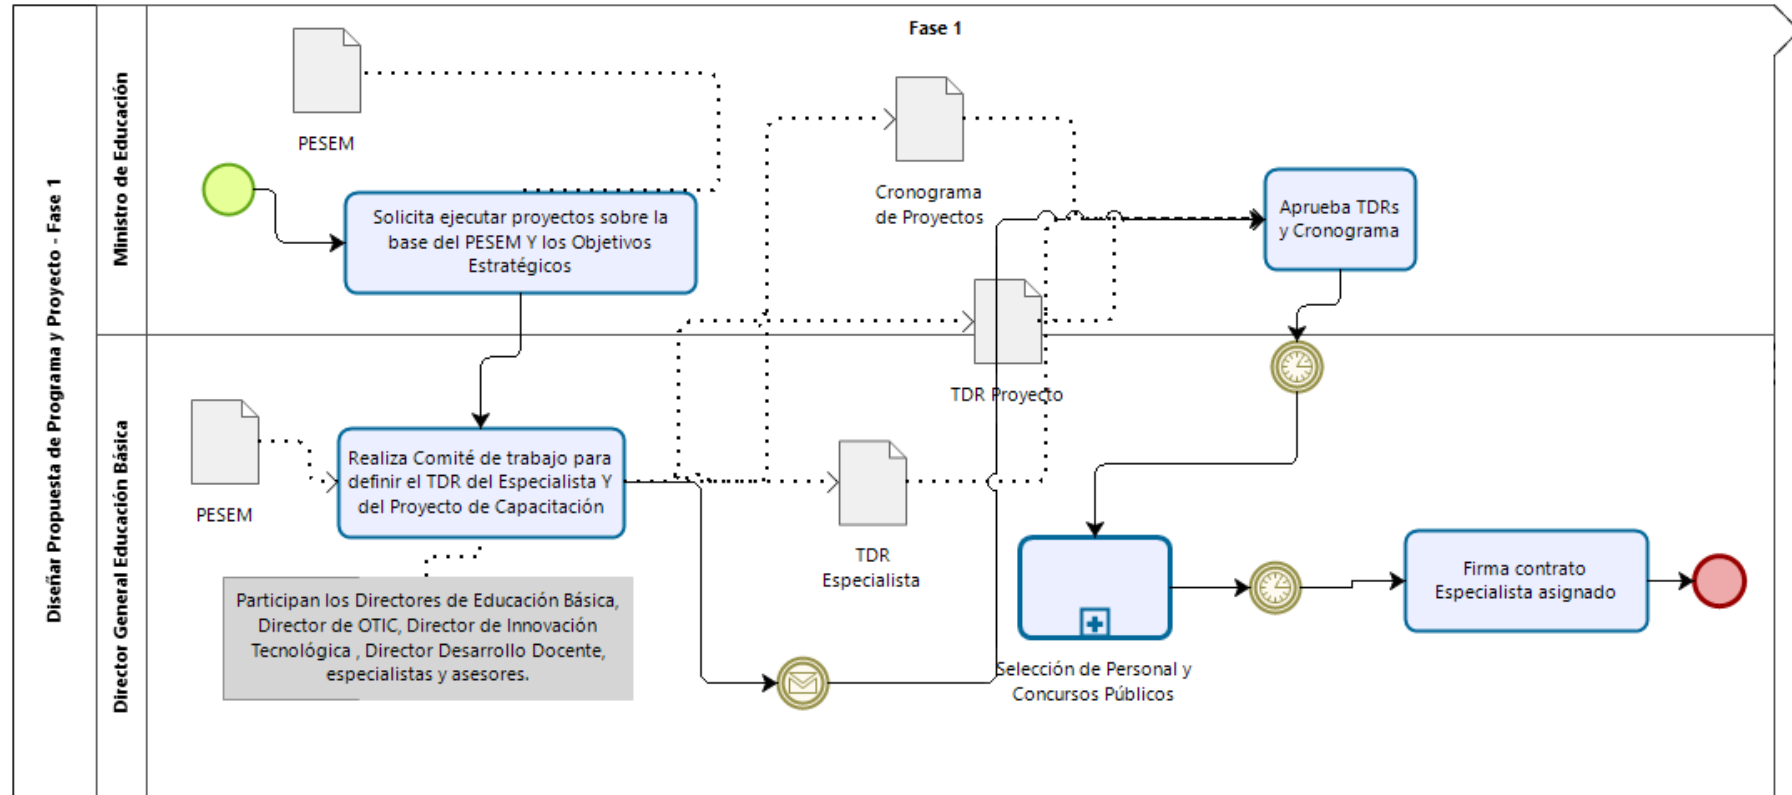 Diseñar Propuesta de Programa y Proyecto - Fase 1
Ministro de Educación
Director General Educación Básica
Fase 1
PESEM
Solicita ejecutar proyectos sobre la
base del PESEM Y los Objetivos
Estratégicos
Cronograma
de Proyectos
Aprueba TDRs
y Cronograma
TDR Proyecto
PESEM
Realiza Comité de trabajo para
definir el TDR del Especialista Y
del Proyecto de Capacitación
TDR
Especialista
Participan los Directores de Educación Básica,
Director de OTIC, Director de Innovación
Tecnológica , Director Desarrollo Docente,
especialistas y asesores.
Selección de Personal y
Concursos Públicos
Firma contrato
Especialista asignado